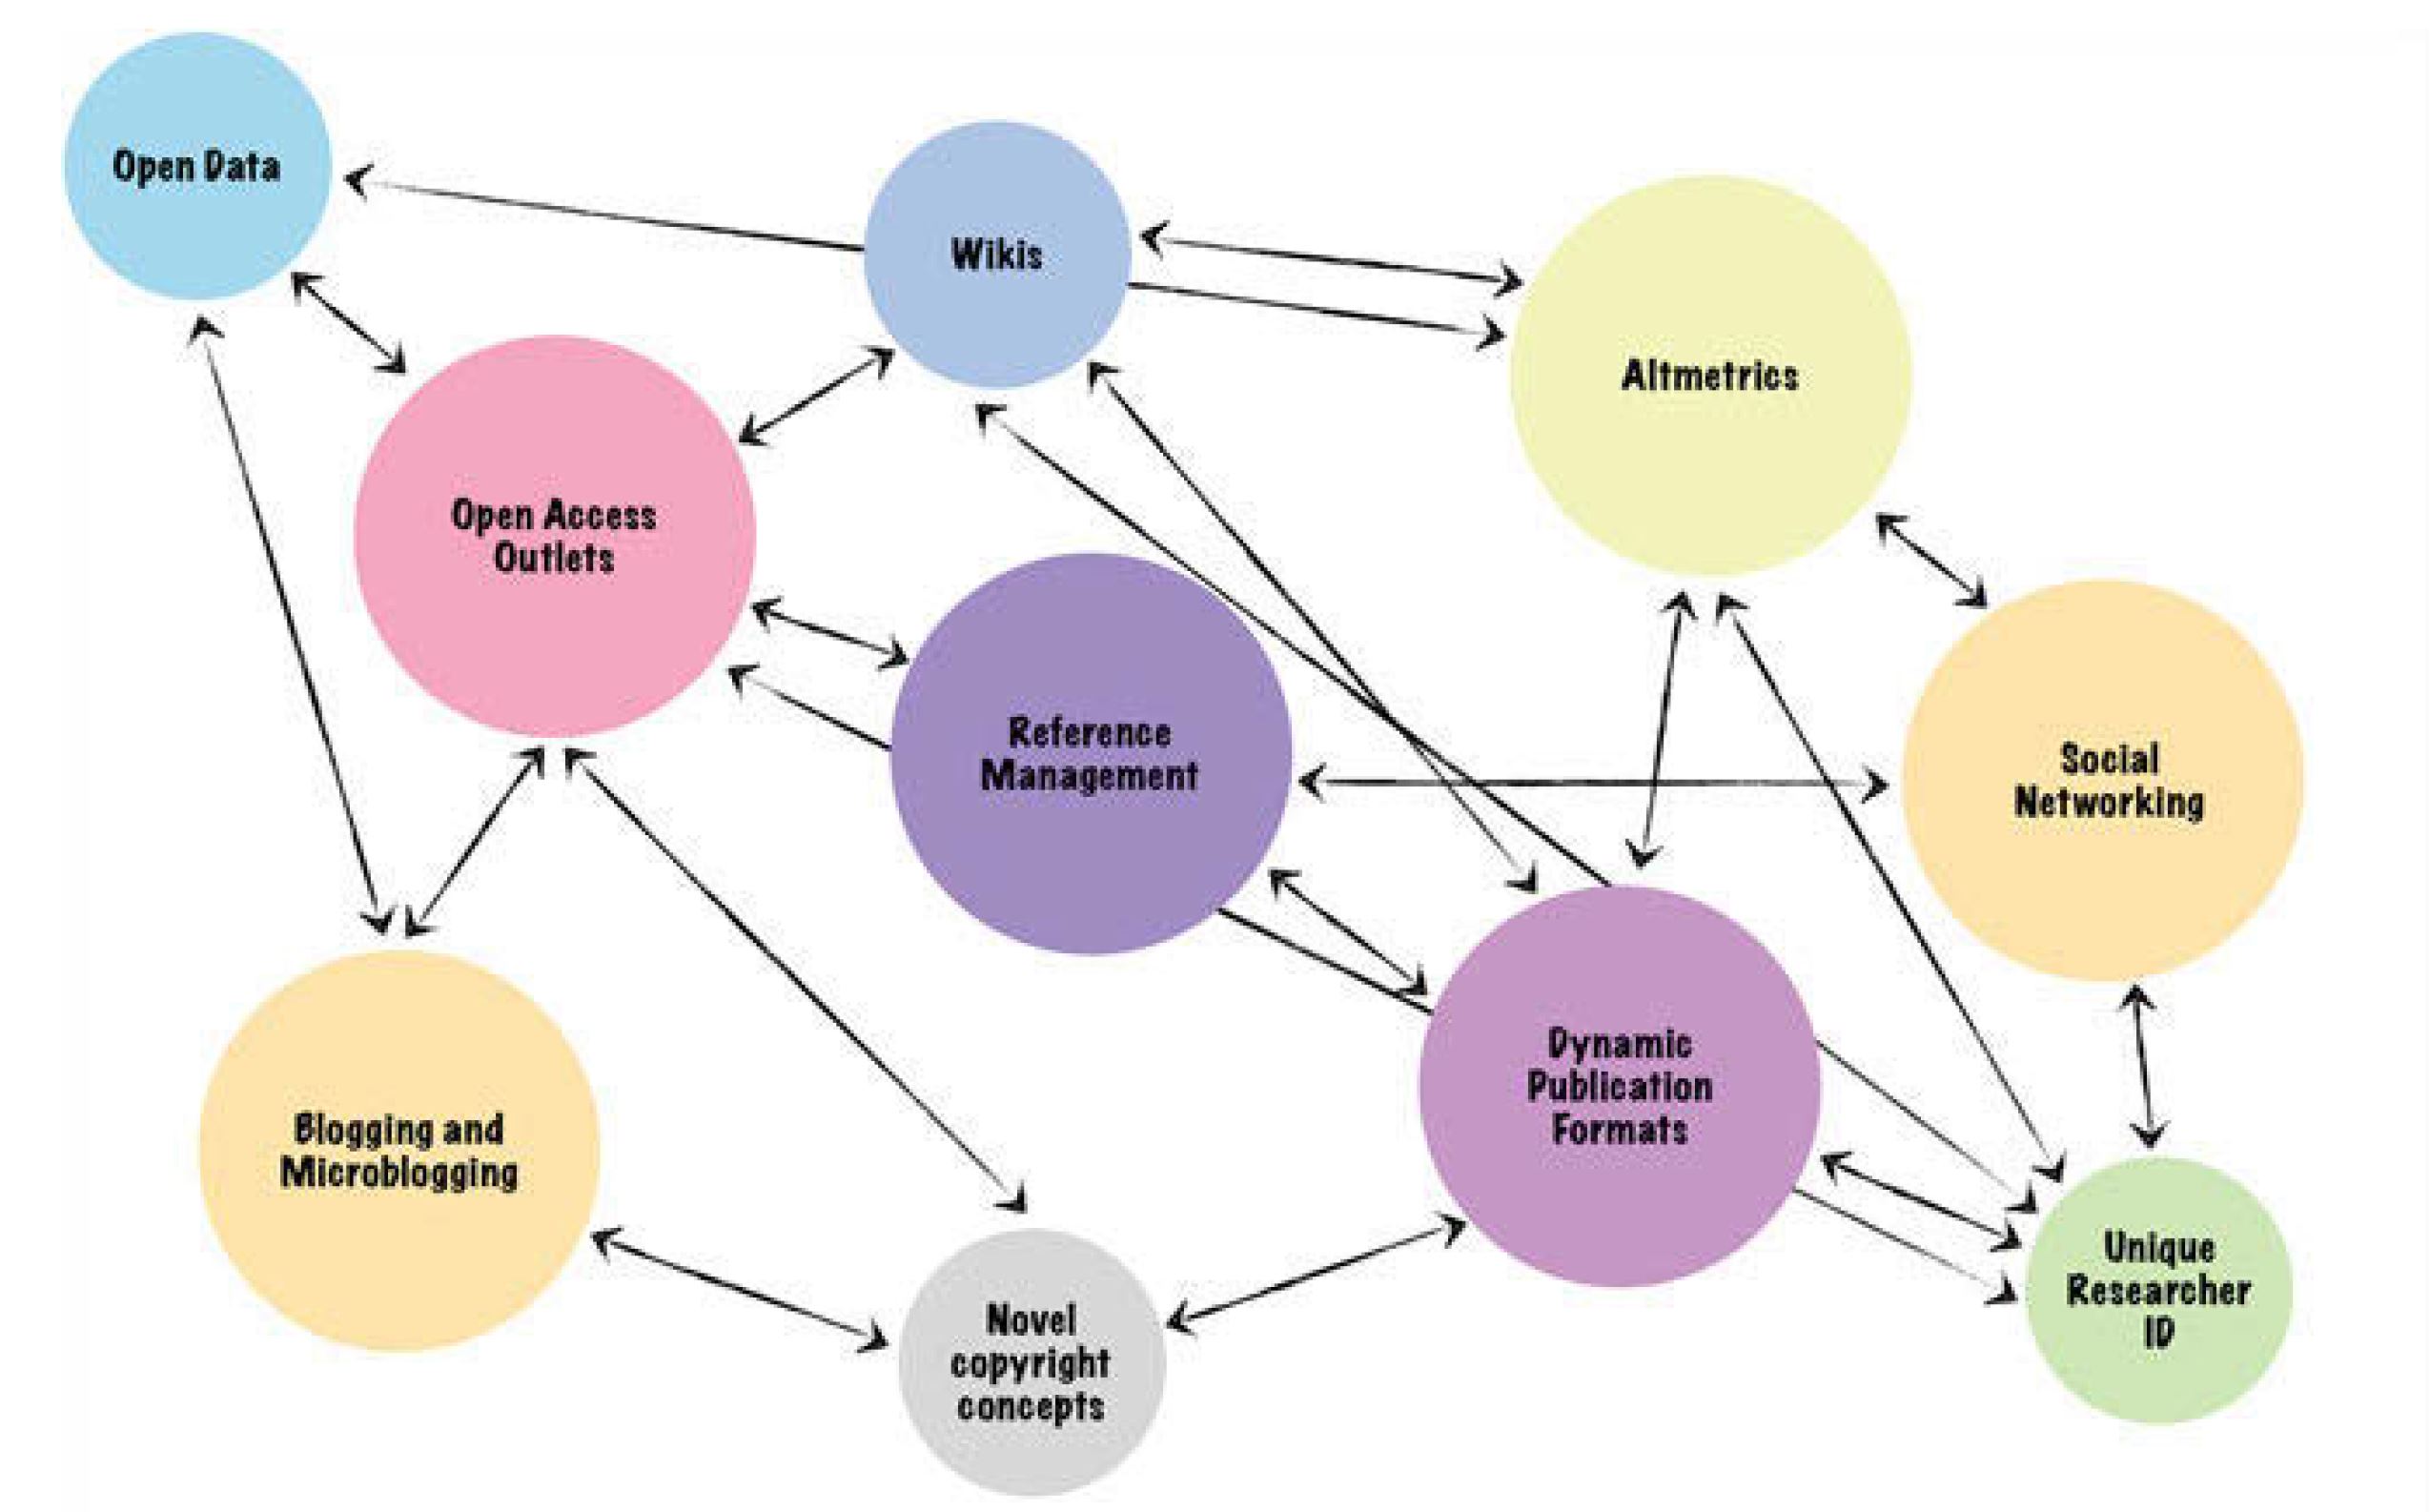 Open Data
Wikis
Altmetrics
Open Access
Outlets
Reference
Management
Social
Networking
Dynamic
Publication
Formats
Blogging and
Microblogging
Unique
Researcher
ID
Novel
copyright
concepts